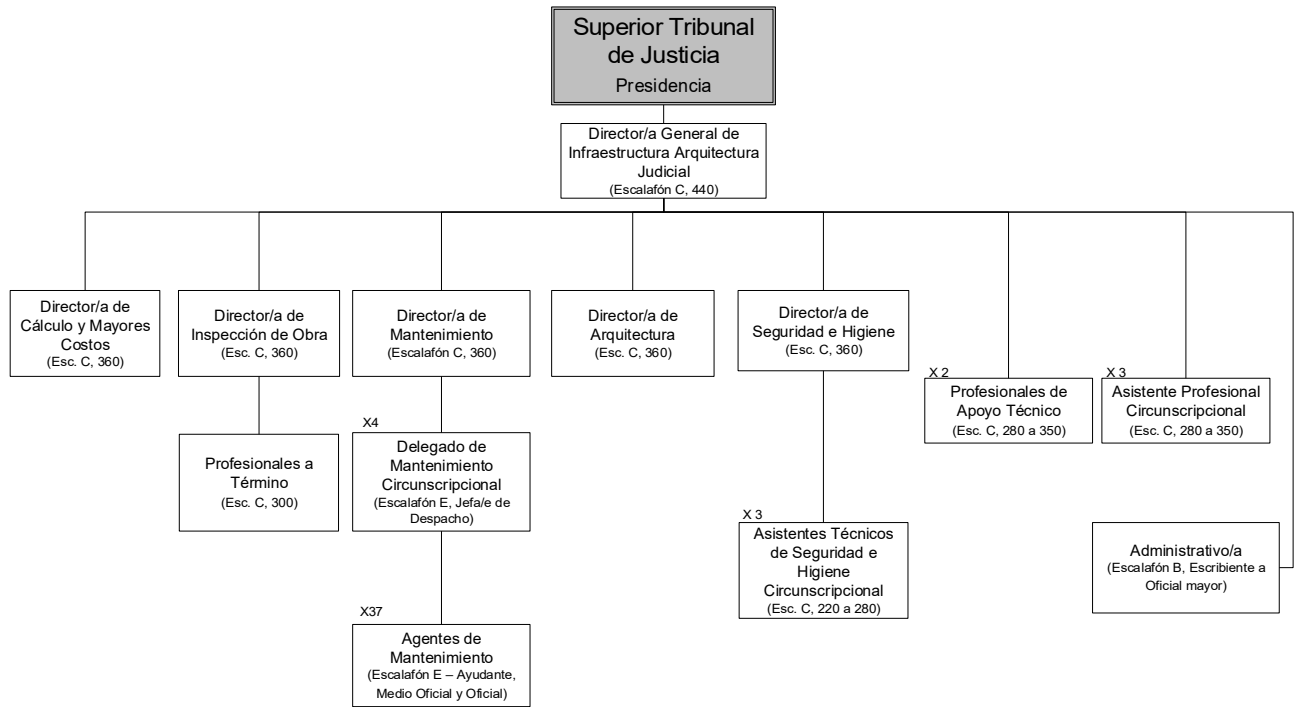 Superior Tribunal
de Justicia
Presidencia
Director/a General de
Infraestructura Arquitectura
Judicial
(Escalafón C, 440)
Director/a de
Cálculo y Mayores
Costos
(Esc. C, 360)
Director/a de
Inspección de Obra
(Esc. C, 360)
Director/a de
Mantenimiento
(Escalafón C, 360)
Director/a de
Arquitectura
(Esc. C, 360)
Director/a de
Seguridad e Higiene
(Esc. C, 360)
X 2
Profesionales de
Apoyo Técnico
(Esc. C, 280 a 350)
X 3
Asistente Profesional
Circunscripcional
(Esc. C, 280 a 350)
Profesionales a
Término
(Esc. C, 300)
X4
Delegado de
Mantenimiento
Circunscripcional
(Escalafón E, Jefa/e de
Despacho)
X 3
Asistentes Técnicos
de Seguridad e
Higiene
Circunscripcional
(Esc. C, 220 a 280)
Administrativo/a
(Escalafón B, Escribiente a
Oficial mayor)
X37
Agentes de
Mantenimiento
(Escalafón E – Ayudante,
Medio Oficial y Oficial)